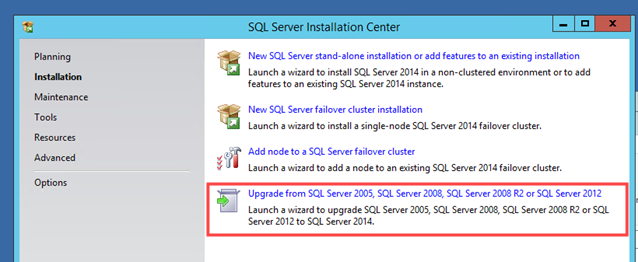 SQL Server Installation Center
Planning
Installation
Maintenance
Tools
Resources
Advanced
Options
New SQL Server stand-alone installation or add features to an existing installation
Launch a wizard to install SQL Server 2014 in a non-clustered environment or to add
features to an existing SQL Server 2014 instance.
New SQL Server failover cluster installation
Launch a wizard to install a single-node SQL Server 2014 failover cluster.
Add node to a SQL Server failover cluster
Launch a wizard to add a node to an existing SQL Server 2014 failover cluster.
Upgrade from SQL Server 2005, SQL Server 2008, SQL Server 2008 R2 or SQL Server 2012
Launch a wizard to upgrade SQL Server 2005, SQL Server 2008, SQL Server 2008 R2 or SQL
Server 2012 to SQL Server 2014.